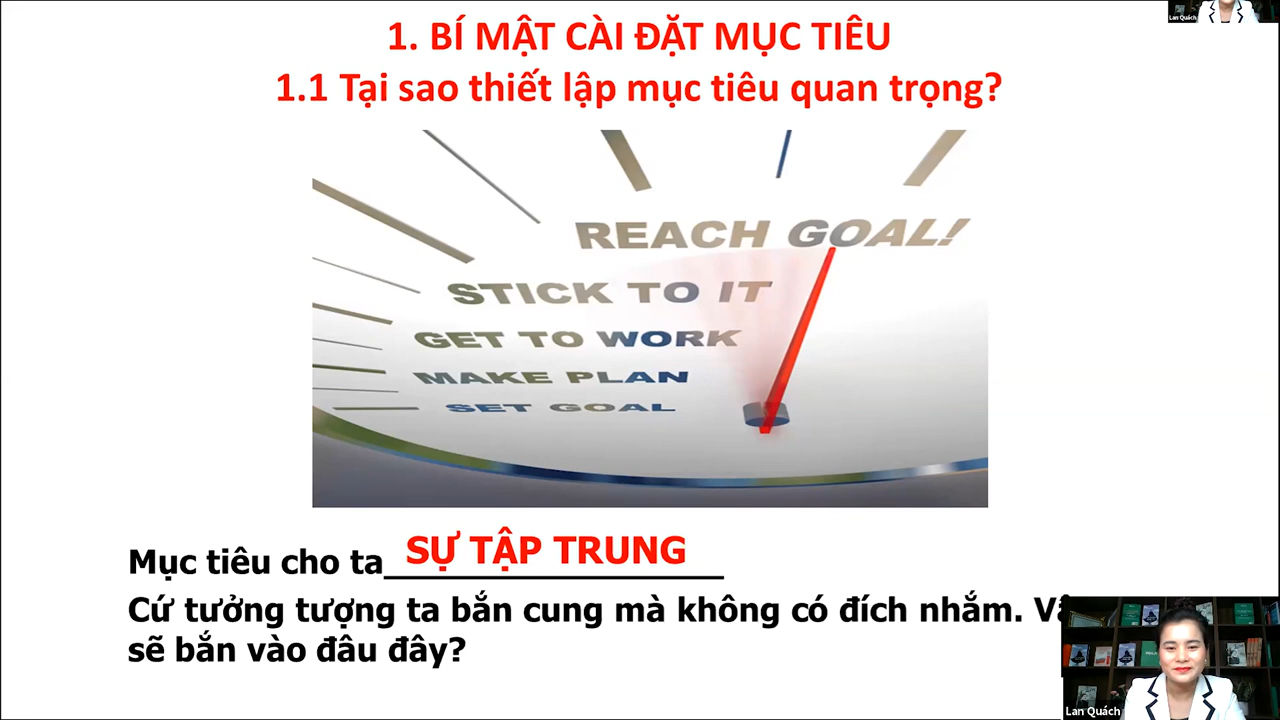 Lan Quách
1. BÍ MẬT CÀI ĐẶT MỤC TIÊU
1.1 Tại sao thiết lập mục tiêu quan trọng?
REACH GOAL!
STICK TO IT
GET TO WORK
MAKE PLAN
SET GOAL
Mục tiêu cho ta SỰ TẬP TRUNG
Cứ tưởng tượng ta bắn cung mà không có đích nhắm.
sẽ bắn vào đâu đây?
Lan Quách